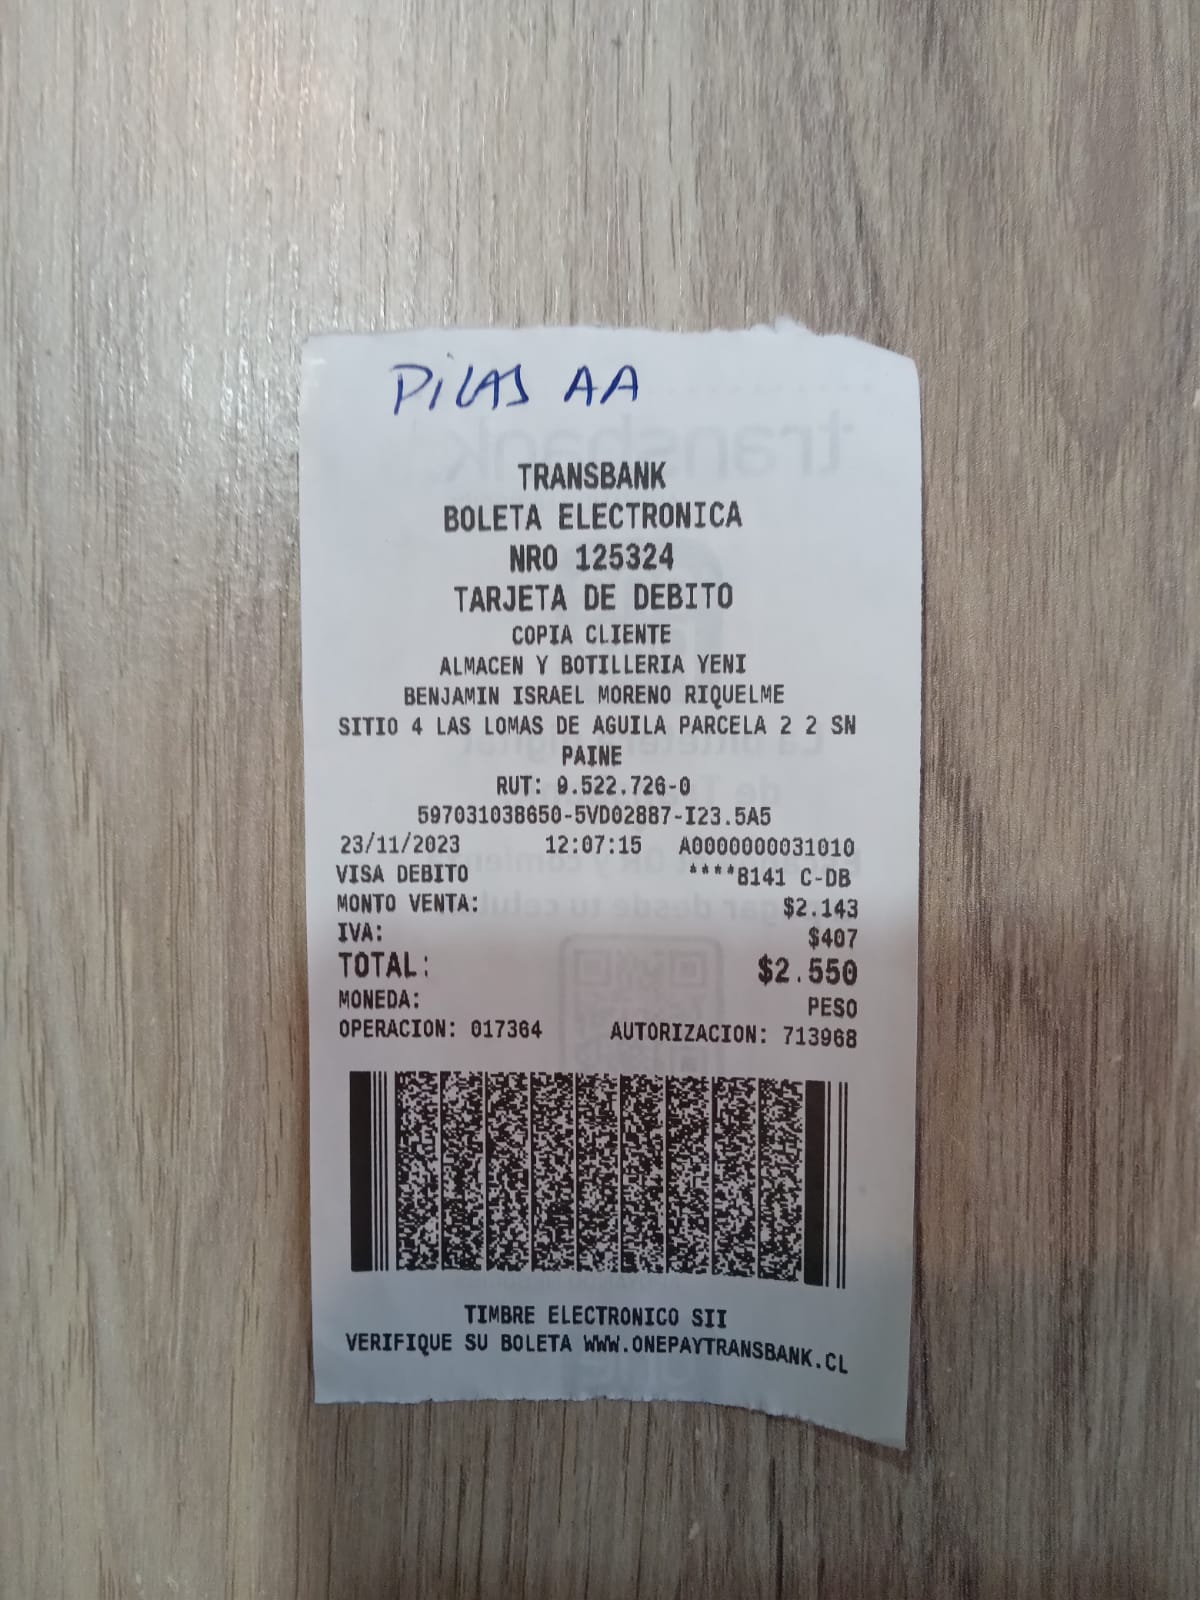 PILAS AA
TRANSBANK
BOLETA ELECTRONICA
NRO 125324
TARJETA DE DEBITO
COPIA CLIENTE
ALMACEN Y BOTILLERIA YENI
BENJAMIN ISRAEL MORENO RIQUELME
SITIO 4 LAS LOMAS DE AGUILA PARCELA 2 2 SN
PAINE
RUT: 9.522.726-0
597031038650-5VD02887-I23.5A5
23/11/2023 12:07:15 A0000000031010
VISA DEBITO ****8141 C-DB
MONTO VENTA: $2.143
IVA: $407
TOTAL: $2.550
MONEDA: PESO
OPERACION: 017364 AUTORIZACION: 713968
TIMBRE ELECTRONICO SII
VERIFIQUE SU BOLETA WWW.ONEPAYTRANSBANK.CL